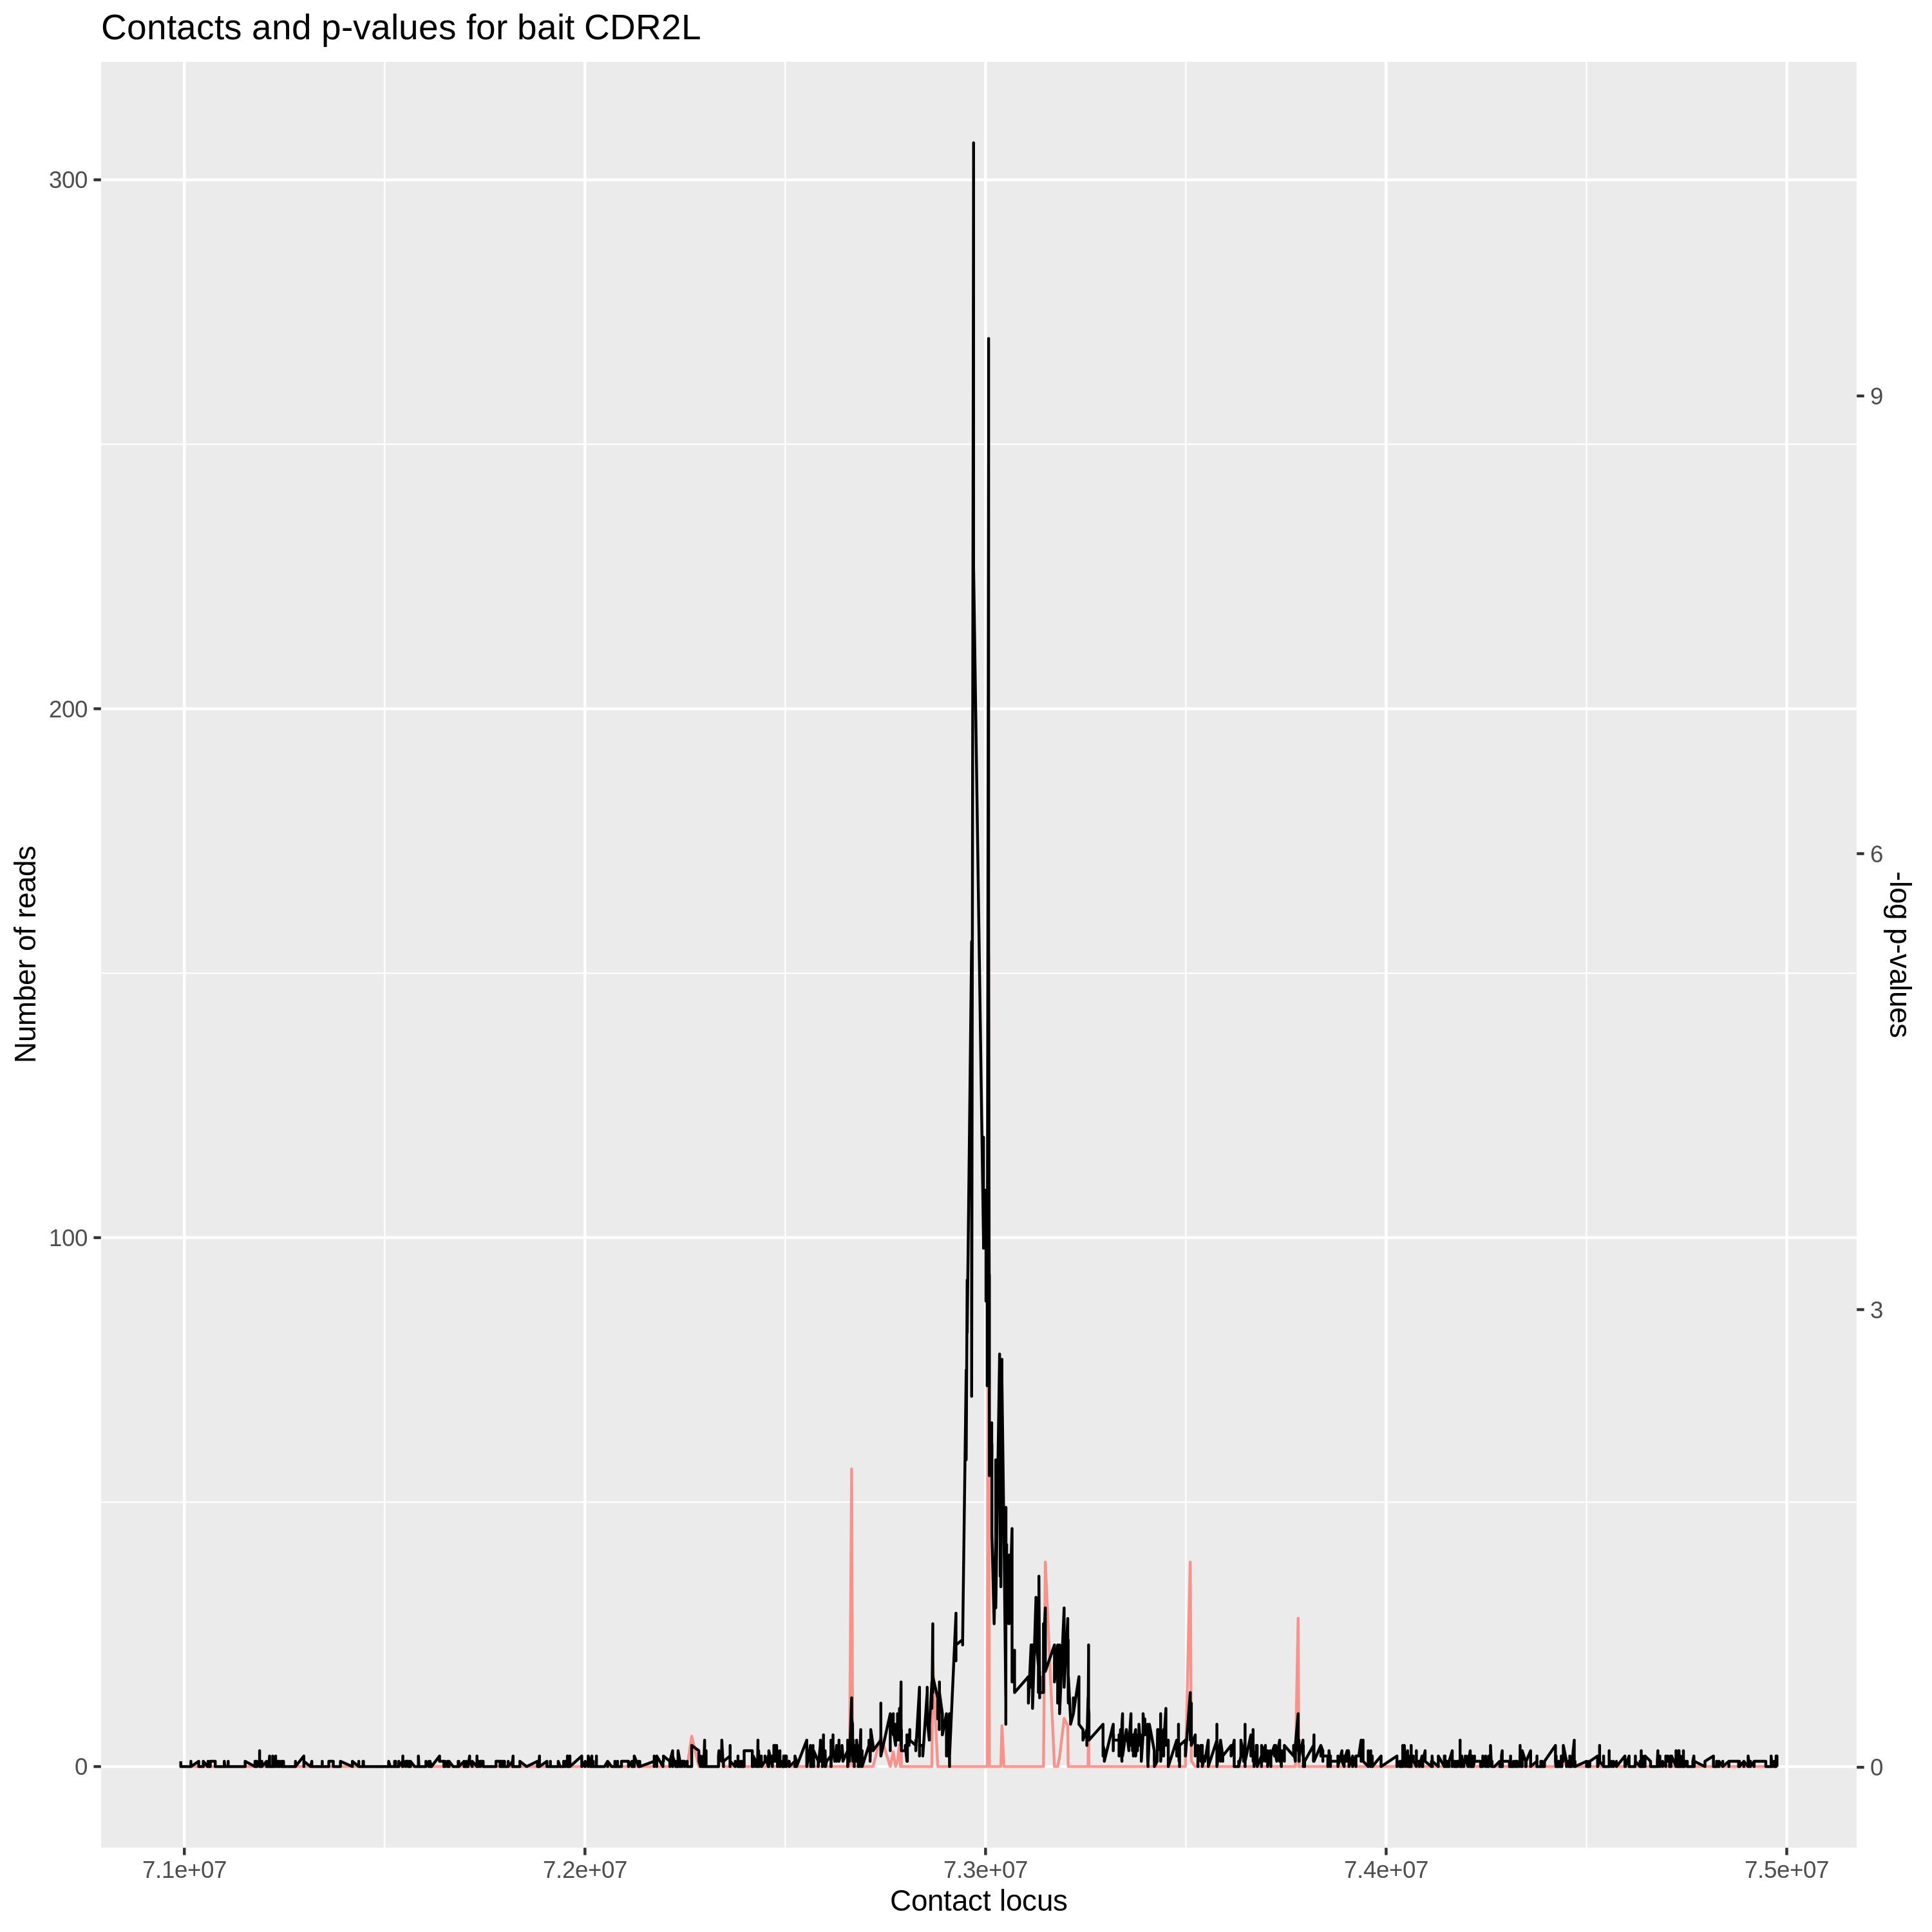 Contacts and p-values for bait CDR2L
300
200
100
0
Number of reads
9
6
3
0
-log p-values
7.1e+07 7.2e+07 7.3e+07 7.4e+07 7.5e+07
Contact locus